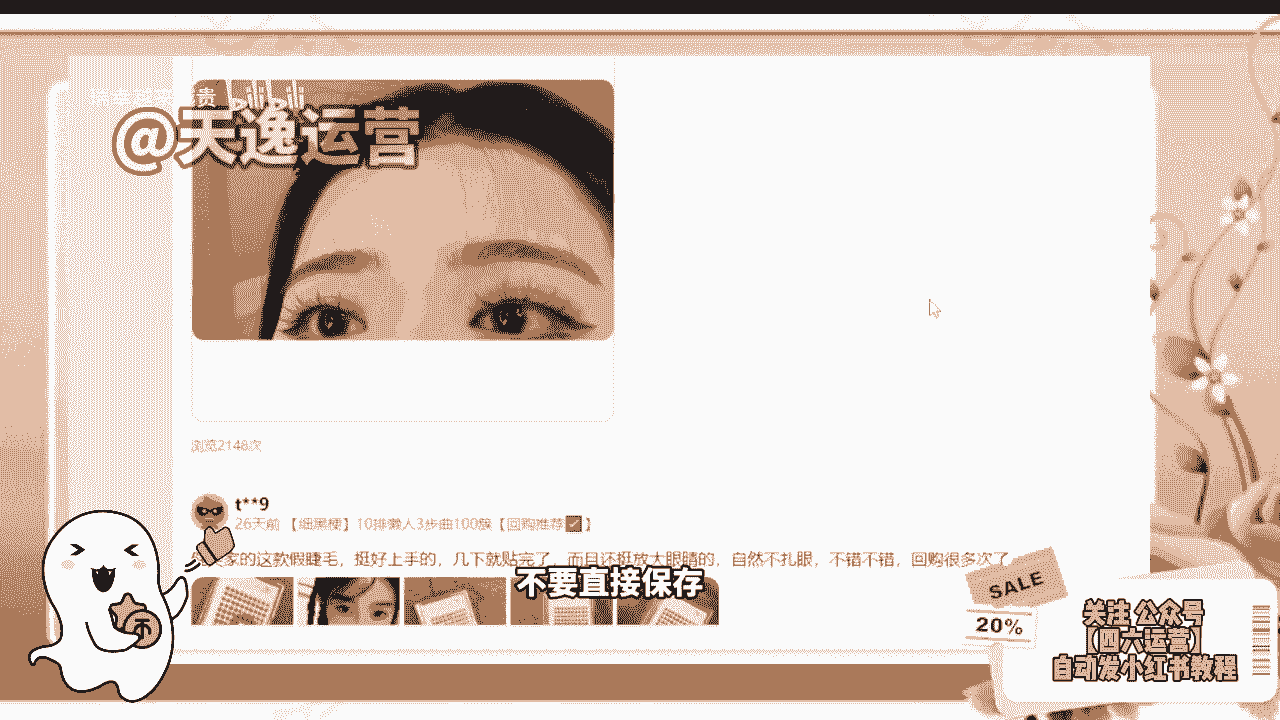 贵 bilibili
@天逸运营
浏览2148次
t**9
26天前 【细黑梗】10排懒人3步曲100簇【回购推荐✅】
家的这款假睫毛，挺好上手的，几下就贴完了，而且还挺放大眼睛的，自然不扎眼，不错不错，回购很多次了
不要直接保存
SALE
20%
关注 公众号
【四六运营】
自动发小红书教程